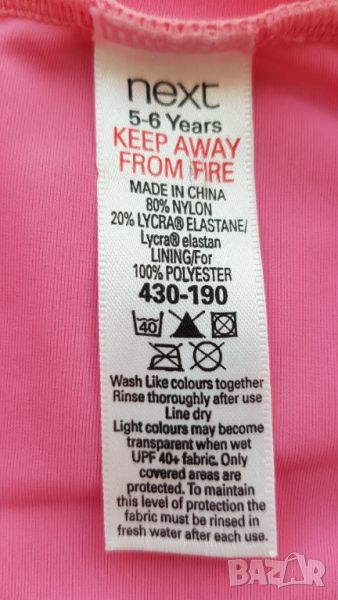 next
5-6 Years
KEEP AWAY
FROM FIRE
MADE IN CHINA
80% NYLON
20% LYCRA® ELASTANE/
Lycra® elastan
LINING/For
100% POLYESTER
430-190
40
Wash Like colours together
Rinse thoroughly after use
Line dry
Light colours may become
transparent when wet
UPF 40+ fabric. Only
covered areas are
protected. To maintain
this level of protection the
fabric must be rinsed in
fresh water after each use.
BAZAR